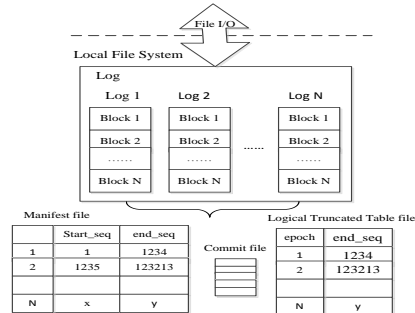 File I/O
Local File System
Log
Log 1 Log 2 Log N
Block 1 Block 1 Block 1
Block 2 Block 2 Block 2
...... ...... ...... ......
Block N Block N Block N
Manifest file
Start_seq end_seq
1 1 1234
2 1235 123213
N x y
Commit file
Logical Truncated Table file
epoch end_seq
1 1234
2 123213
N y